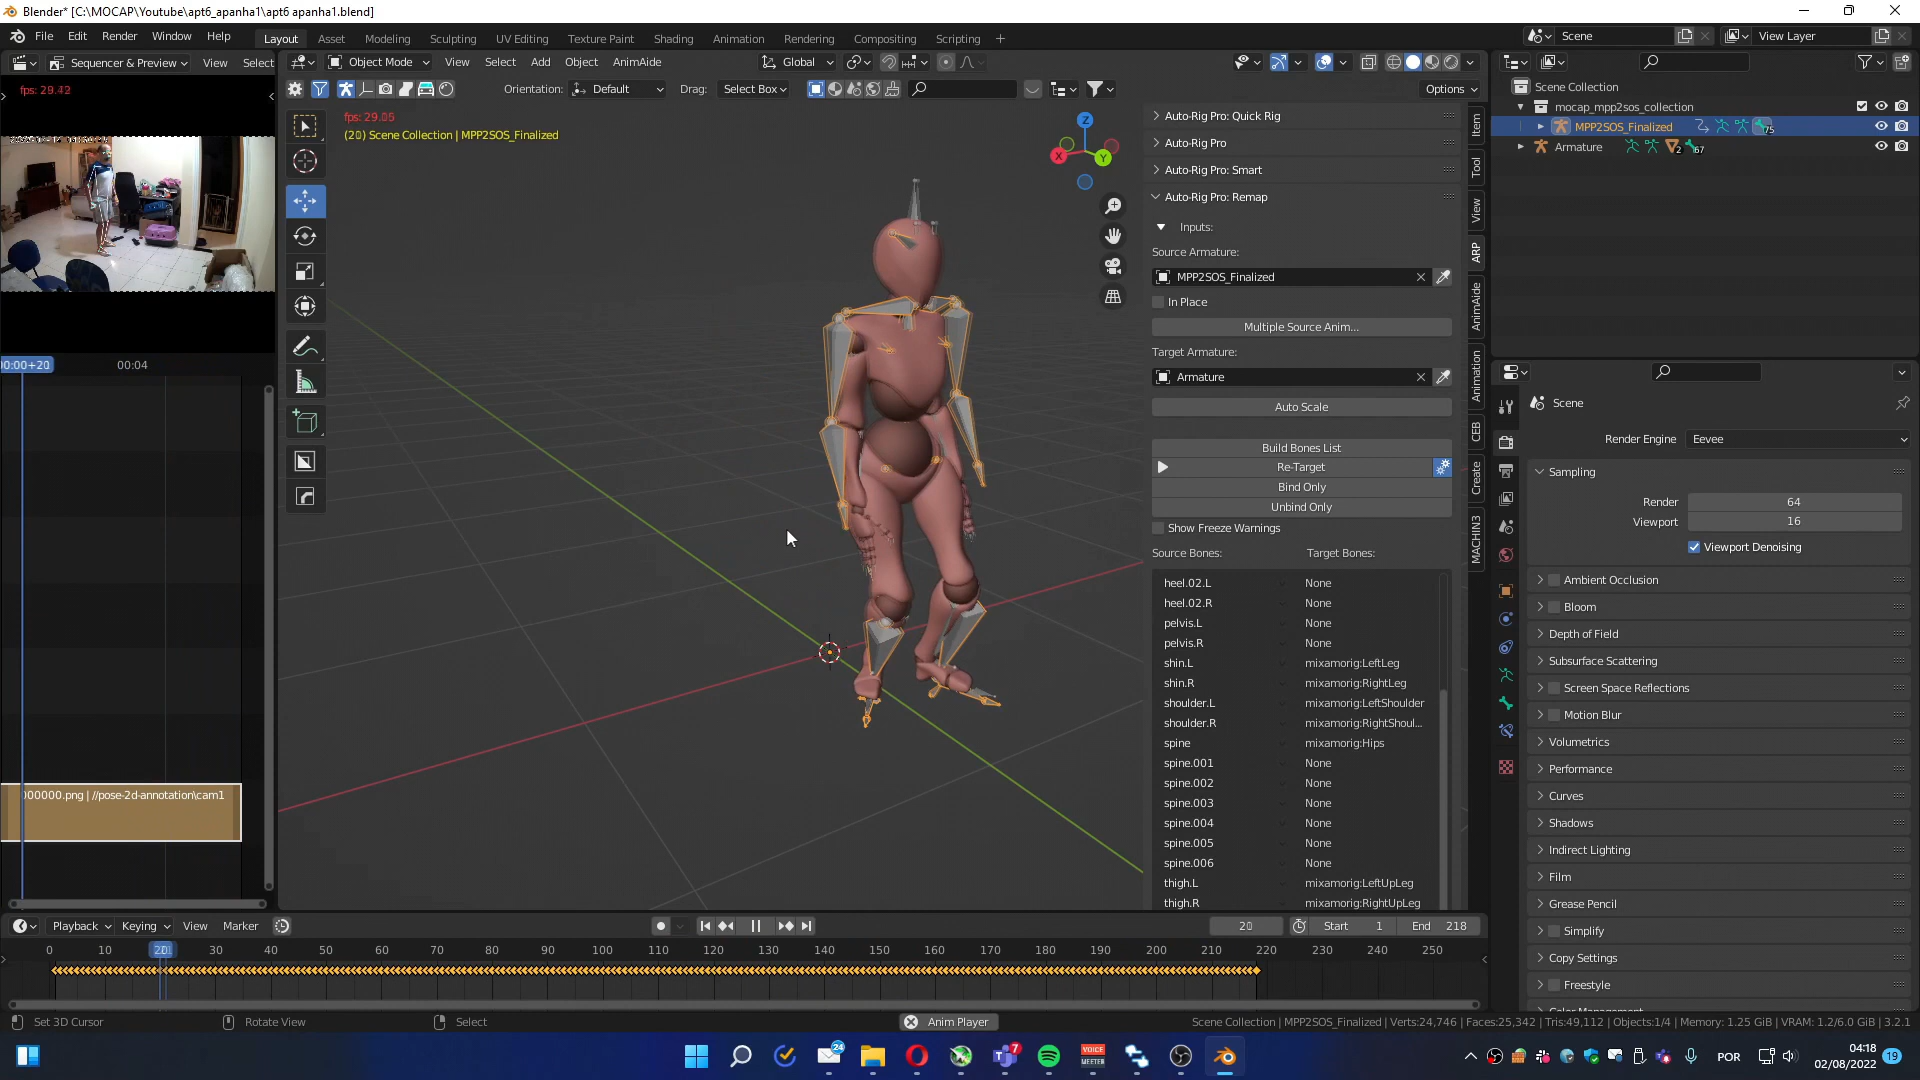 Blender* [C:\MOCAP\Youtube\apt6_apanha1\apt6 apanha1.blend]
File Edit Render Window Help
Layout Asset Modeling Sculpting UV Editing Texture Paint Shading Animation Rendering Compositing Scripting +
Scene
View Layer
Sequencer & Preview View Select
Object Mode View Select Add Object AnimAide
Global
Orientation: Default Drag: Select Box
Options
fps: 29.42
fps: 29.05
(20) Scene Collection | MPP2SOS_Finalized
Z
X
Y
00:00+20
00:04
000000.png | //pose-2d-annotation\cam1
Auto-Rig Pro: Quick Rig
Auto-Rig Pro
Auto-Rig Pro: Smart
Auto-Rig Pro: Remap
Inputs:
Source Armature:
MPP2SOS_Finalized
In Place
Multiple Source Anim...
Target Armature:
Armature
Auto Scale
Build Bones List
Re-Target
Bind Only
Unbind Only
Show Freeze Warnings
Source Bones: Target Bones:
heel.02.L None
heel.02.R None
pelvis.L None
pelvis.R None
shin.L mixamorig:LeftLeg
shin.R mixamorig:RightLeg
shoulder.L mixamorig:LeftShoulder
shoulder.R mixamorig:RightShoul...
spine mixamorig:Hips
spine.001 None
spine.002 None
spine.003 None
spine.004 None
spine.005 None
spine.006 None
thigh.L mixamorig:LeftUpLeg
thigh.R mixamorig:RightUpLeg
Item
Tool
View
ARP
AnimAide
Animation
CEB
Create
MACHIN3
Scene Collection
mocap_mpp2sos_collection
MPP2SOS_Finalized 75
Armature 2 67
Scene
Render Engine Eevee
Sampling
Render 64
Viewport 16
Viewport Denoising
Ambient Occlusion
Bloom
Depth of Field
Subsurface Scattering
Screen Space Reflections
Motion Blur
Volumetrics
Performance
Curves
Shadows
Indirect Lighting
Film
Grease Pencil
Simplify
Copy Settings
Freestyle
Color Management
Playback Keying View Marker
20 Start 1 End 218
0 10 20 30 40 50 60 70 80 90 100 110 120 130 140 150 160 170 180 190 200 210 220 230 240 250
Set 3D Cursor Rotate View Select
Anim Player
Scene Collection | MPP2SOS_Finalized | Verts:24,746 | Faces:25,342 | Tris:49,112 | Objects:1/4 | Memory: 1.25 GiB | VRAM: 1.2/6.0 GiB | 3.2.1
24
7
VOICE
MEETER
POR
04:18
02/08/2022
19